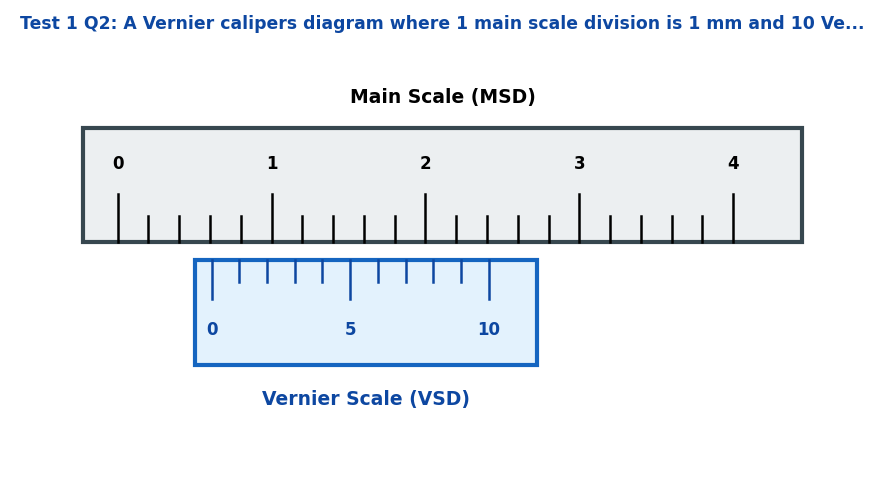 Test 1 Q2: A Vernier calipers diagram where 1 main scale division is 1 mm and 10 Ve...
Main Scale (MSD)
0 1 2 3 4
0 5 10
Vernier Scale (VSD)